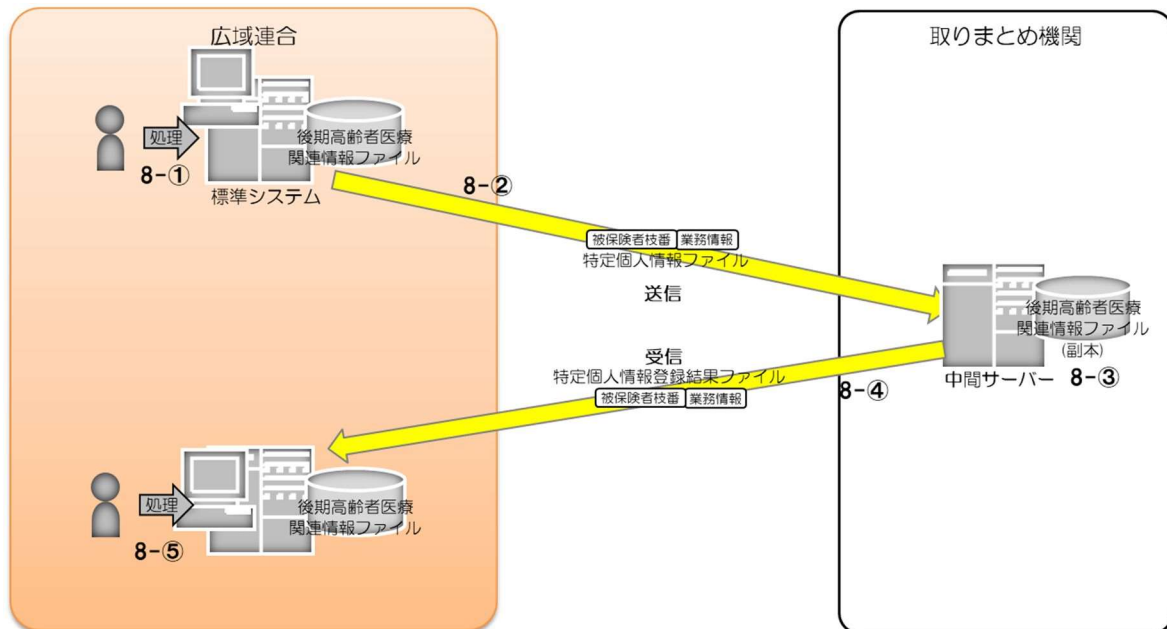 広域連合
取りまとめ機関
処理
8-①
後期高齢者医療
関連情報ファイル
標準システム
8-②
被保険者枝番 業務情報
特定個人情報ファイル
送信
後期高齢者医療
関連情報ファイル
(副本)
中間サーバー
8-③
受信
特定個人情報登録結果ファイル
被保険者枝番 業務情報
8-④
処理
8-⑤
後期高齢者医療
関連情報ファイル